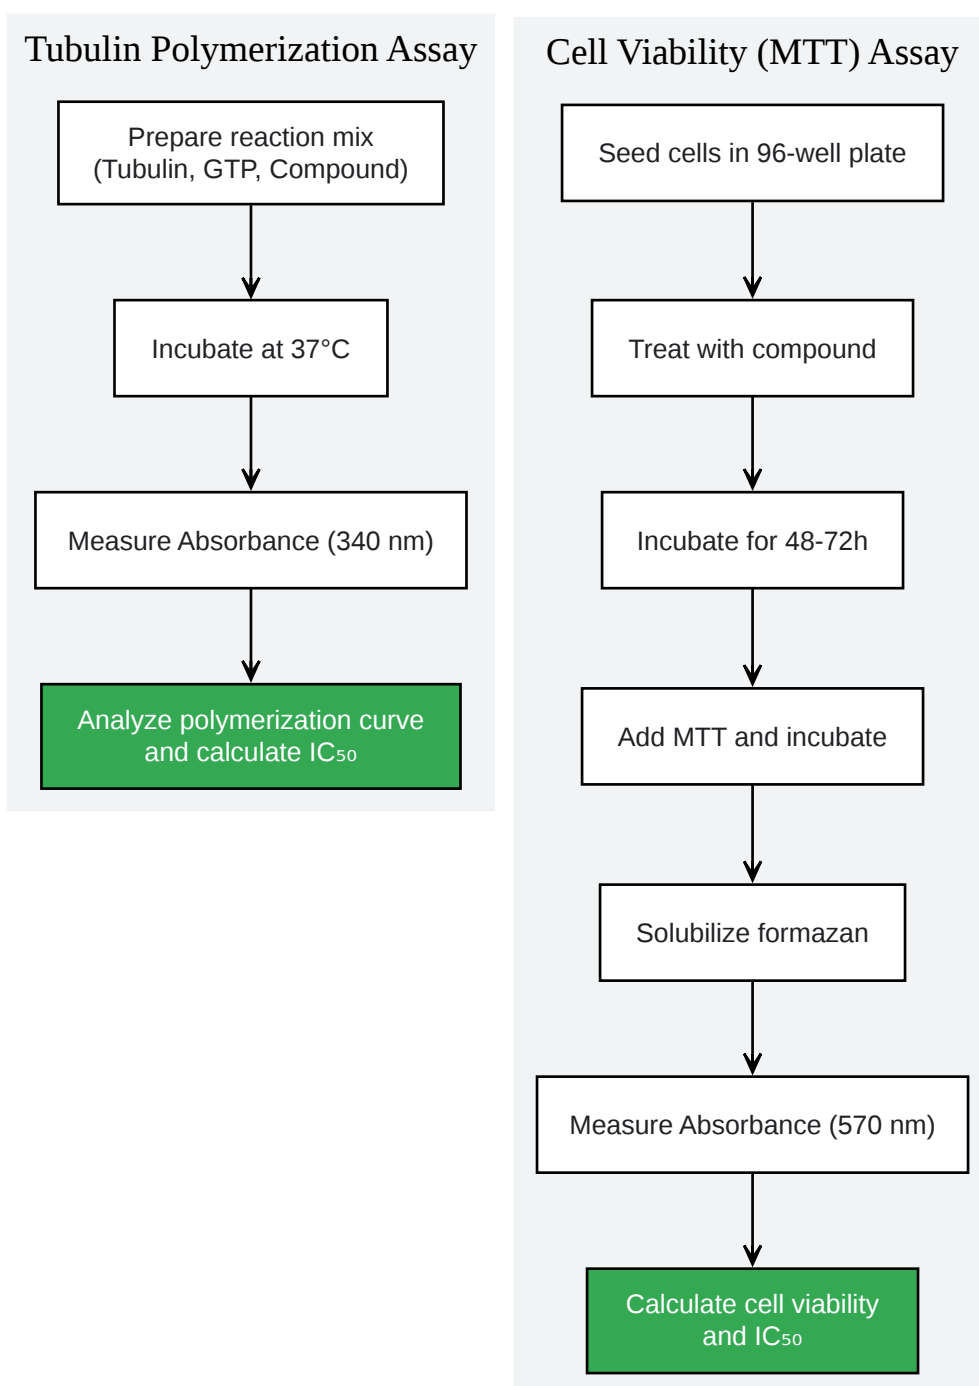 Tubulin Polymerization Assay
Prepare reaction mix
(Tubulin, GTP, Compound)
Incubate at 37°C
Measure Absorbance (340 nm)
Analyze polymerization curve
and calculate IC₅₀
Cell Viability (MTT) Assay
Seed cells in 96-well plate
Treat with compound
Incubate for 48-72h
Add MTT and incubate
Solubilize formazan
Measure Absorbance (570 nm)
Calculate cell viability
and IC₅₀